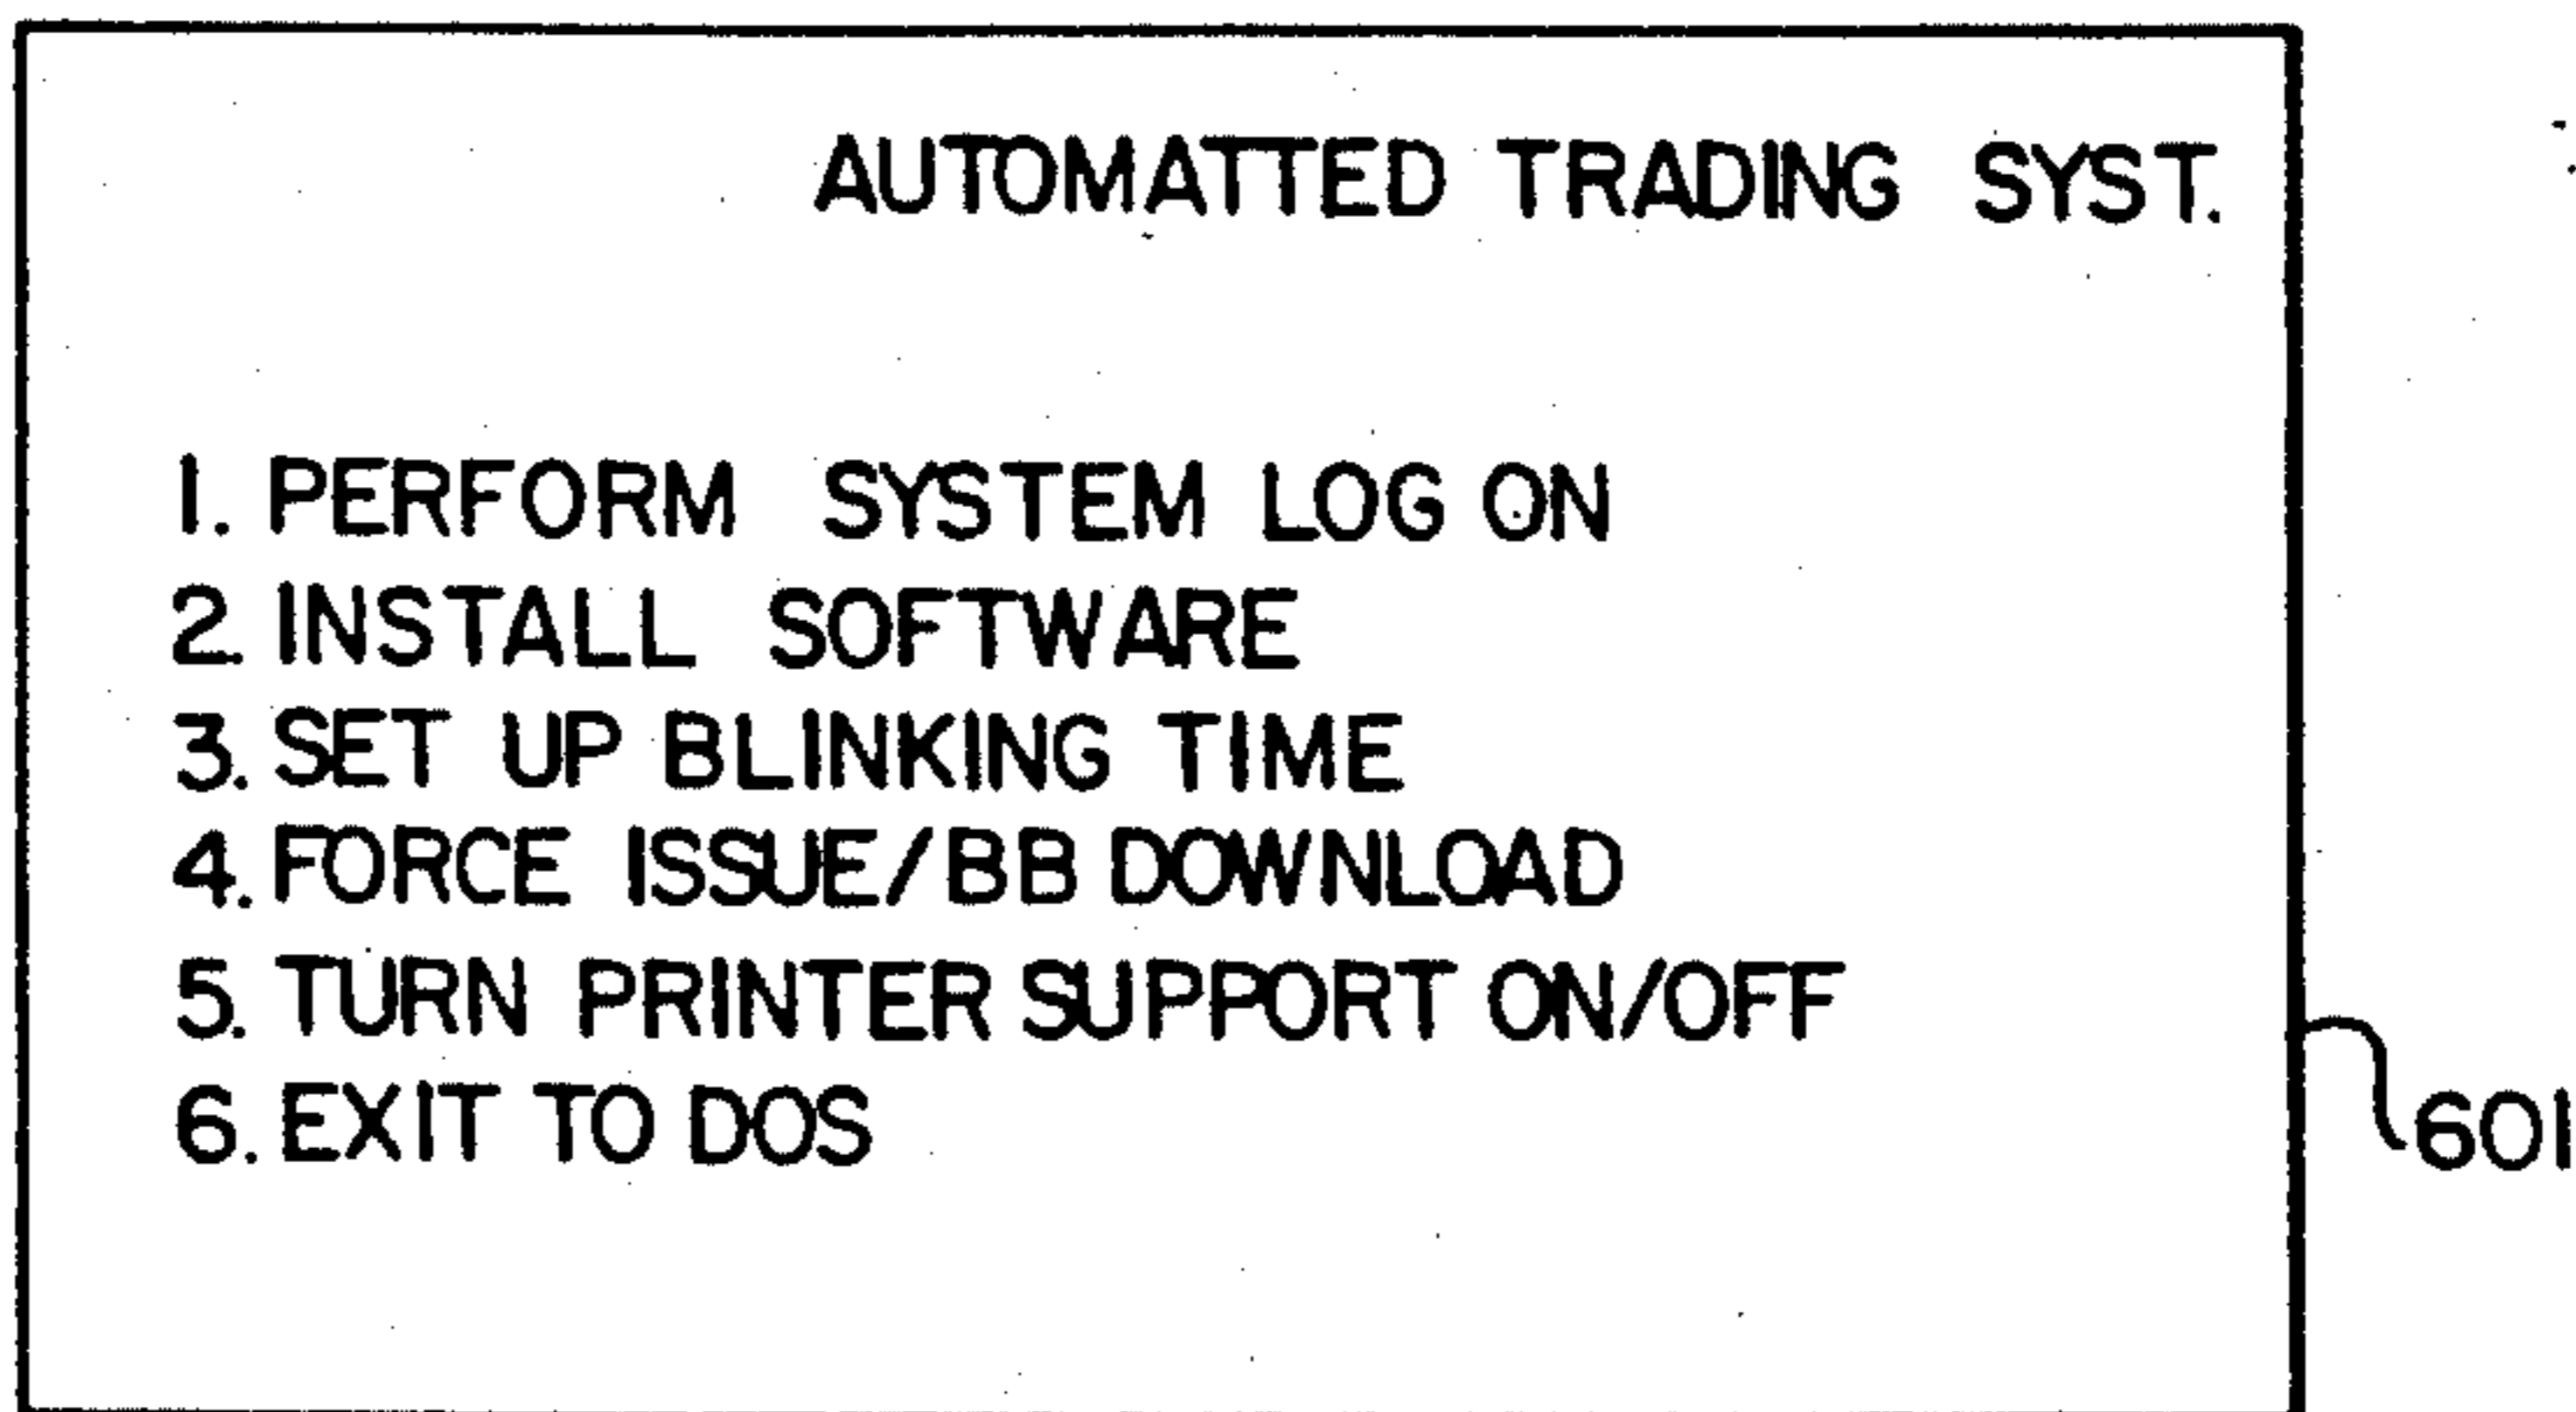 AUTOMATTED TRADING SYST.
1. PERFORM SYSTEM LOG ON
2. INSTALL SOFTWARE
3. SET UP BLINKING TIME
4. FORCE ISSUE/BB DOWNLOAD
5. TURN PRINTER SUPPORT ON/OFF
6. EXIT TO DOS
601